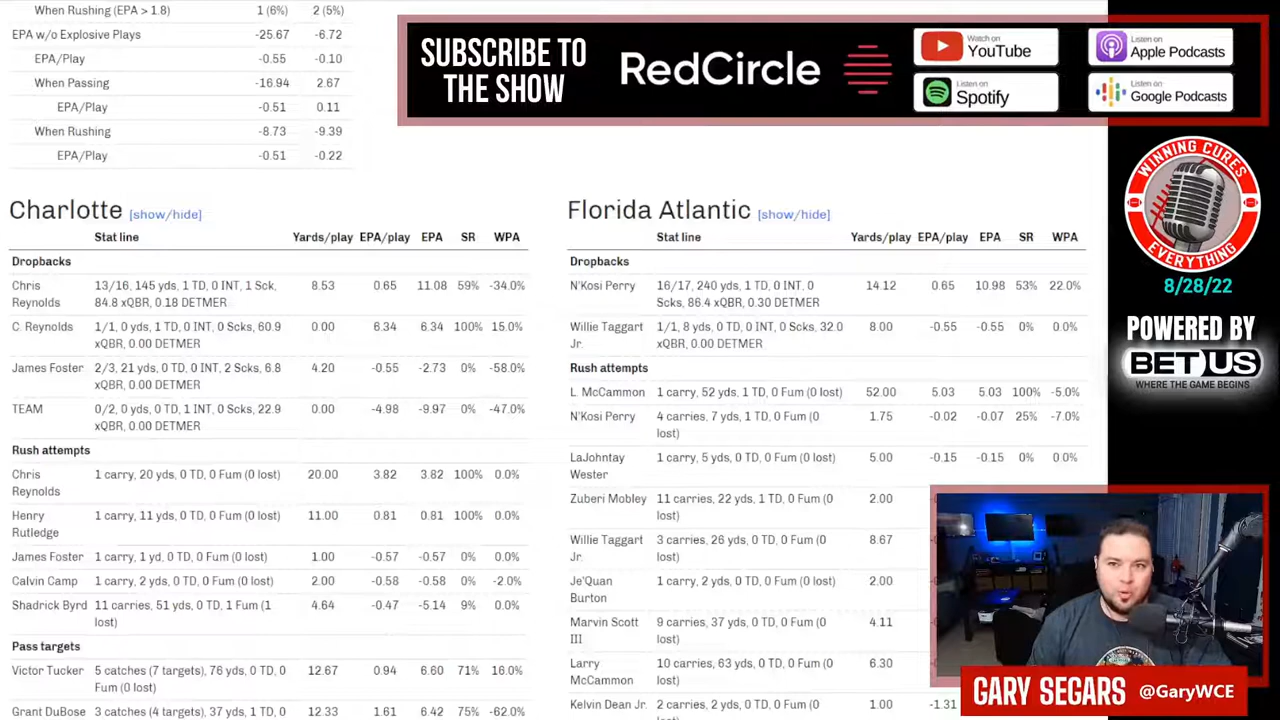 When Rushing (EPA > 1.8) 1 (6%) 2 (5%)
EPA w/o Explosive Plays -25.67 -6.72
EPA/Play -0.55 -0.10
When Passing -16.94 2.67
EPA/Play -0.51 0.11
When Rushing -8.73 -9.39
EPA/Play -0.51 -0.22
SUBSCRIBE TO
THE SHOW
RedCircle
Watch on
YouTube
Listen on
Apple Podcasts
Listen on
Spotify
Listen on
Google Podcasts
WINNING CURES
EVERYTHING
8/28/22
POWERED BY
BETUS
WHERE THE GAME BEGINS
Charlotte [show/hide]
Stat line Yards/play EPA/play EPA SR WPA
Dropbacks
Chris 13/16, 145 yds, 1 TD, 0 INT, 1 Sck, 8.53 0.65 11.08 59% -34.0%
Reynolds 84.8 xQBR, 0.18 DETMER
C. Reynolds 1/1, 0 yds, 1 TD, 0 INT, 0 Scks, 60.9 0.00 6.34 6.34 100% 15.0%
xQBR, 0.00 DETMER
James Foster 2/3, 21 yds, 0 TD, 0 INT, 2 Scks, 6.8 4.20 -0.55 -2.73 0% -58.0%
xQBR, 0.00 DETMER
TEAM 0/2, 0 yds, 0 TD, 1 INT, 0 Scks, 22.9 0.00 -4.98 -9.97 0% -47.0%
xQBR, 0.00 DETMER
Rush attempts
Chris 1 carry, 20 yds, 0 TD, 0 Fum (0 lost) 20.00 3.82 3.82 100% 0.0%
Reynolds
Henry 1 carry, 11 yds, 0 TD, 0 Fum (0 lost) 11.00 0.81 0.81 100% 0.0%
Rutledge
James Foster 1 carry, 1 yd, 0 TD, 0 Fum (0 lost) 1.00 -0.57 -0.57 0% 0.0%
Calvin Camp 1 carry, 2 yds, 0 TD, 0 Fum (0 lost) 2.00 -0.58 -0.58 0% -2.0%
Shadrick Byrd 11 carries, 51 yds, 0 TD, 1 Fum (1 4.64 -0.47 -5.14 9% 0.0%
lost)
Pass targets
Victor Tucker 5 catches (7 targets), 76 yds, 0 TD, 0 12.67 0.94 6.60 71% 16.0%
Fum (0 lost)
Grant DuBose 3 catches (4 targets), 37 yds, 1 TD, 0 12.33 1.61 6.42 75% -62.0%
Florida Atlantic [show/hide]
Stat line Yards/play EPA/play EPA SR WPA
Dropbacks
N'Kosi Perry 16/17, 240 yds, 1 TD, 0 INT, 0 14.12 0.65 10.98 53% 22.0%
Scks, 86.4 xQBR, 0.30 DETMER
Willie Taggart 1/1, 8 yds, 0 TD, 0 INT, 0 Scks, 32.0 8.00 -0.55 -0.55 0% 0.0%
Jr. xQBR, 0.00 DETMER
Rush attempts
L. McCammon 1 carry, 52 yds, 1 TD, 0 Fum (0 lost) 52.00 5.03 5.03 100% -5.0%
N'Kosi Perry 4 carries, 7 yds, 1 TD, 0 Fum (0 1.75 -0.02 -0.07 25% -7.0%
lost)
LaJohntay 1 carry, 5 yds, 0 TD, 0 Fum (0 lost) 5.00 -0.15 -0.15 0% 0.0%
Wester
Zuberi Mobley 11 carries, 22 yds, 1 TD, 0 Fum (0 2.00
lost)
Willie Taggart 3 carries, 26 yds, 0 TD, 0 Fum (0 8.67
Jr. lost)
Je'Quan 1 carry, 2 yds, 0 TD, 0 Fum (0 lost) 2.00
Burton
Marvin Scott 9 carries, 37 yds, 0 TD, 0 Fum (0 4.11
III lost)
Larry 10 carries, 63 yds, 0 TD, 0 Fum (0 6.30
McCammon lost)
Kelvin Dean Jr. 2 carries, 2 yds, 1 TD, 0 Fum (0 1.00 -1.31
GARY SEGARS @GaryWCE